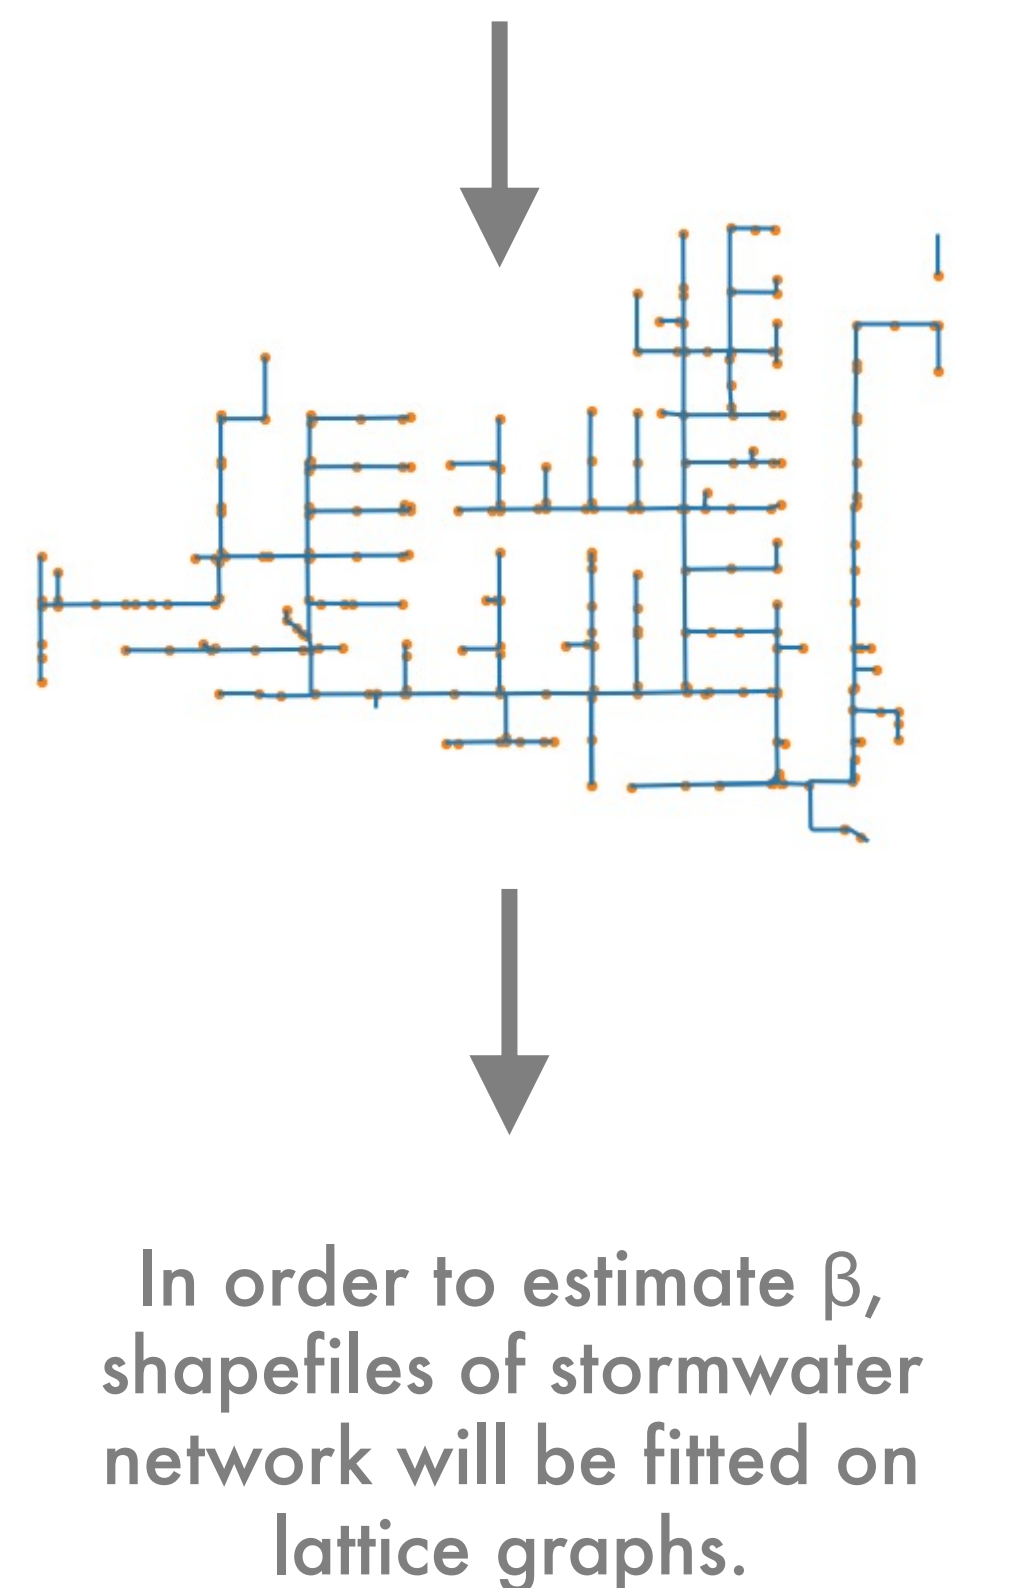 In order to estimate β,
shapefiles of stormwater
network will be fitted on
lattice graphs.